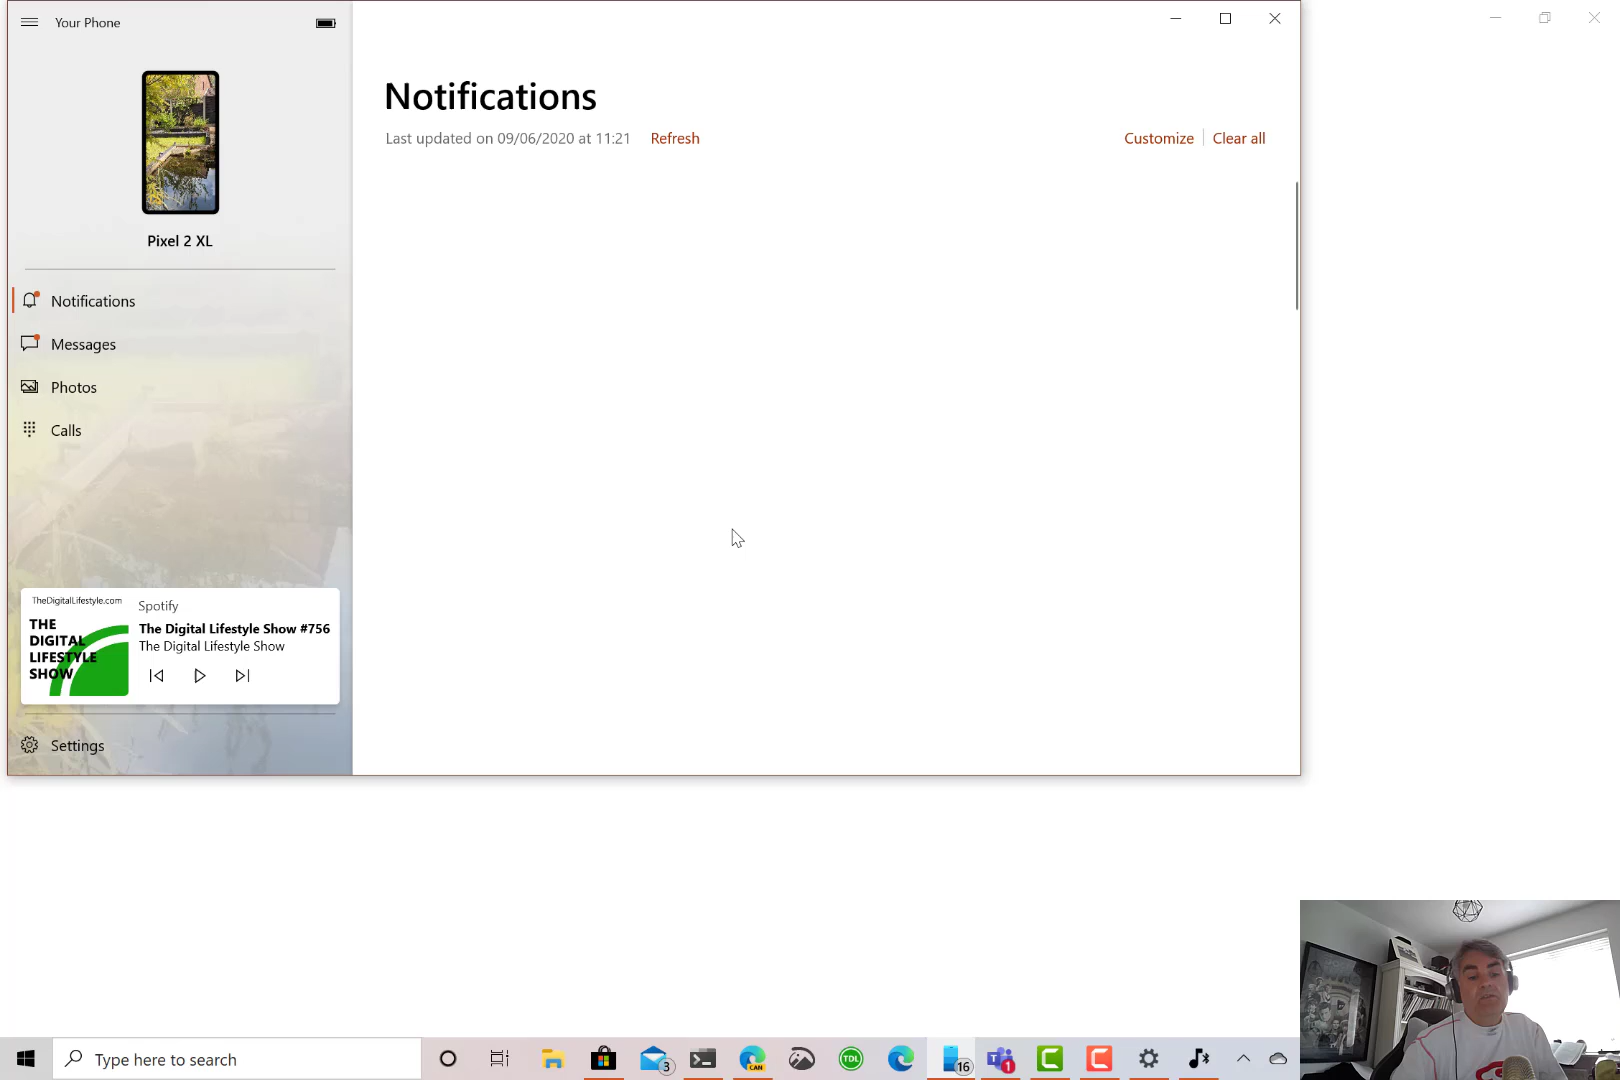 Your Phone
Pixel 2 XL
Notifications
Messages
Photos
Calls
TheDigitalLifestyle.com
THE
DIGITAL
LIFESTYLE
SHOW
Spotify
The Digital Lifestyle Show #756
The Digital Lifestyle Show
Settings
Notifications
Last updated on 09/06/2020 at 11:21 Refresh
Customize Clear all
Type here to search
3
CAN
TDL
16
1